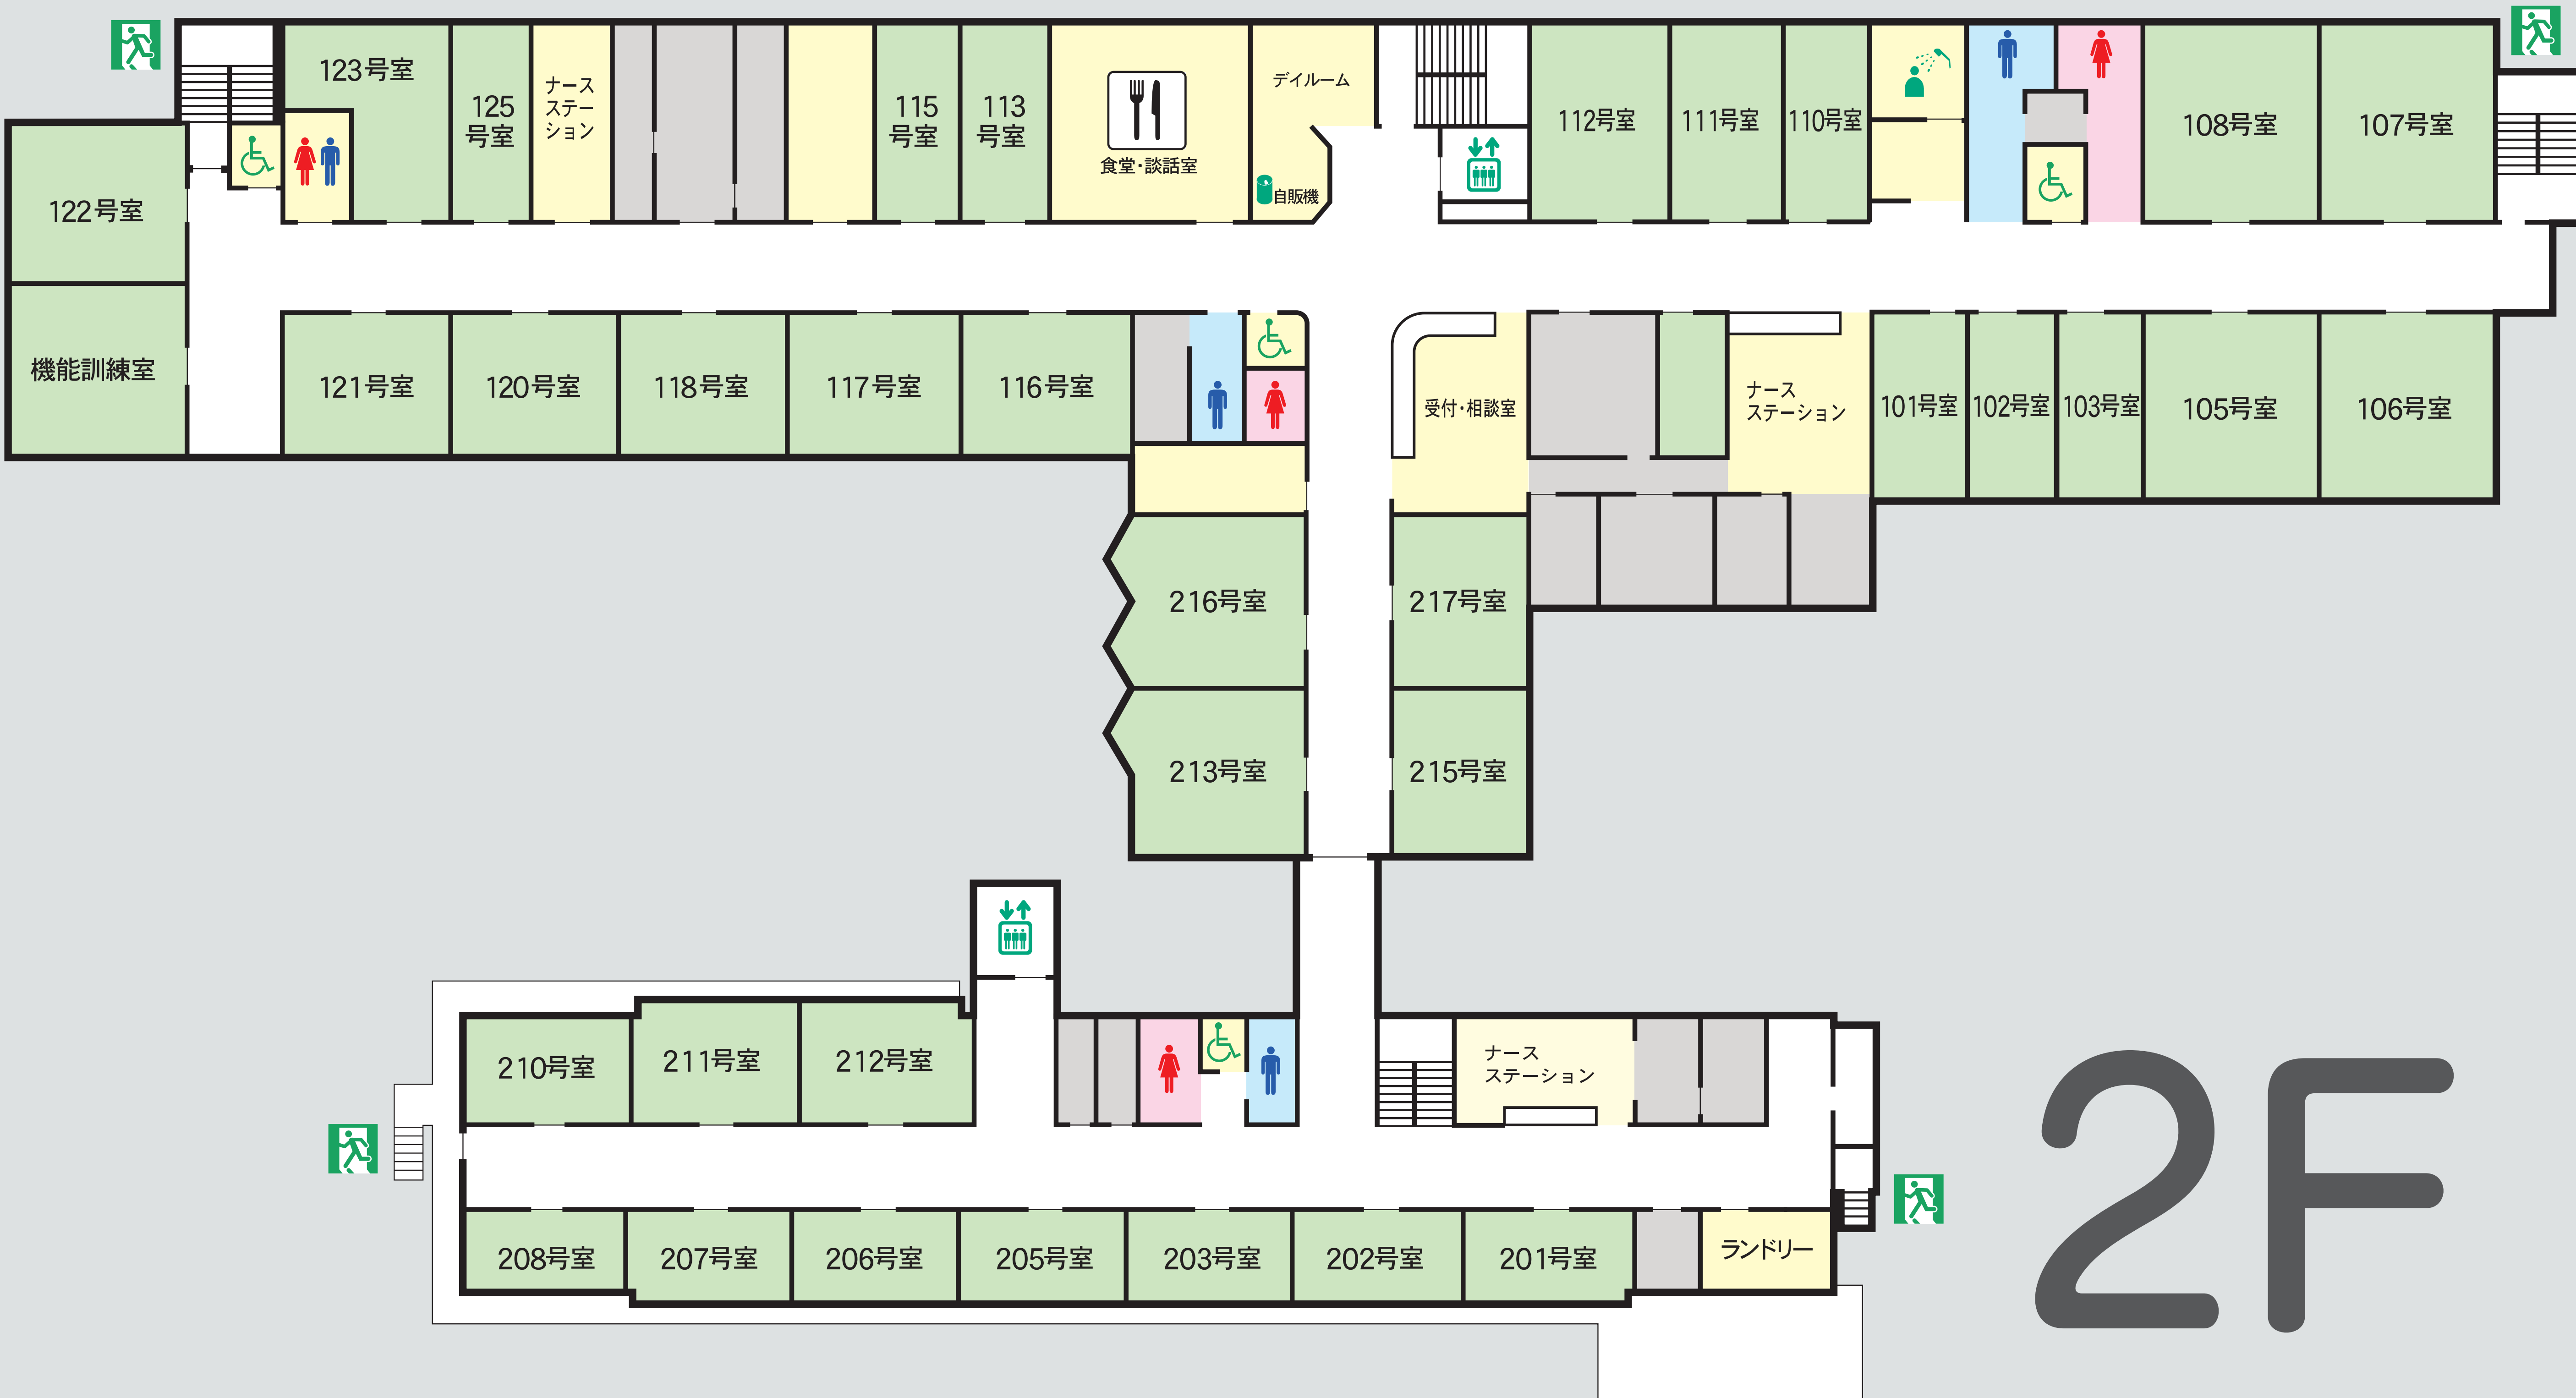 123号室
125
号室
ナース
ステー
ション
115
号室
113
号室
食堂・談話室
デイルーム
自販機
112号室
111号室
110号室
108号室
107号室
122号室
機能訓練室
121号室
120号室
118号室
117号室
116号室
受付・相談室
ナース
ステーション
101号室
102号室
103号室
105号室
106号室
216号室
217号室
213号室
215号室
210号室
211号室
212号室
ナース
ステーション
208号室
207号室
206号室
205号室
203号室
202号室
201号室
ランドリー
2F